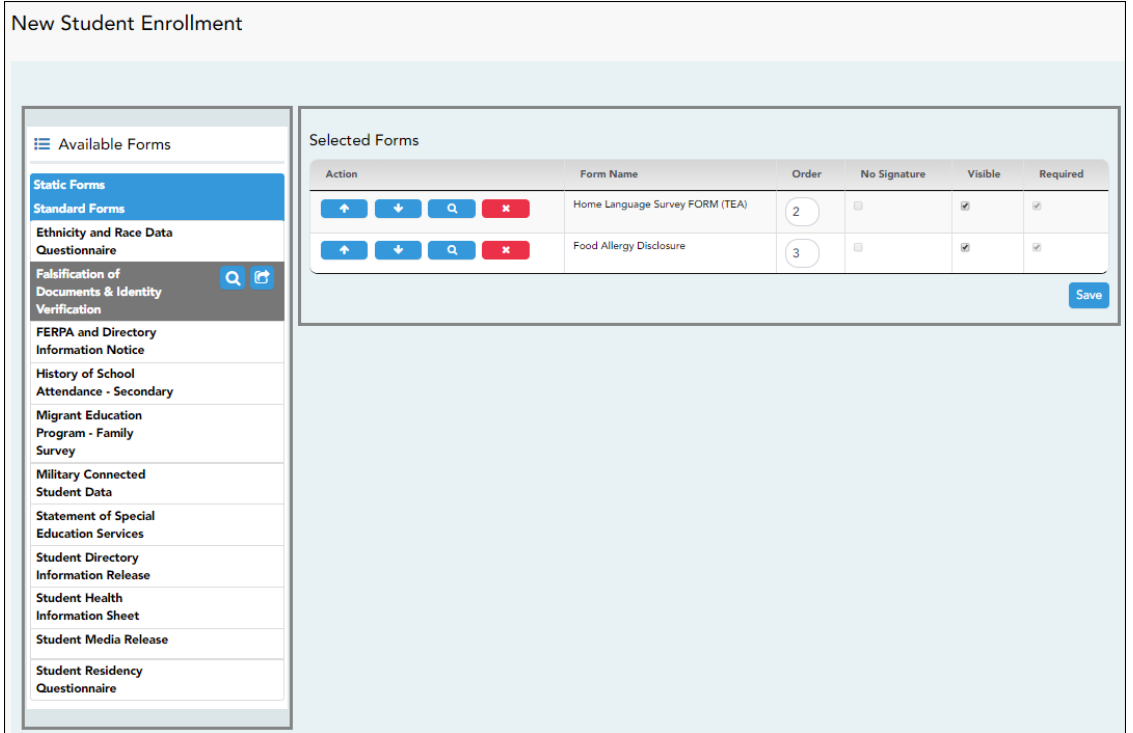 New Student Enrollment
Available Forms
Static Forms
Standard Forms
Ethnicity and Race Data
Questionnaire
Falsification of
Documents & Identity
Verification
FERPA and Directory
Information Notice
History of School
Attendance - Secondary
Migrant Education
Program - Family
Survey
Military Connected
Student Data
Statement of Special
Education Services
Student Directory
Information Release
Student Health
Information Sheet
Student Media Release
Student Residency
Questionnaire
Selected Forms
Action Form Name Order No Signature Visible Required
Home Language Survey FORM (TEA) 2
Food Allergy Disclosure 3
Save